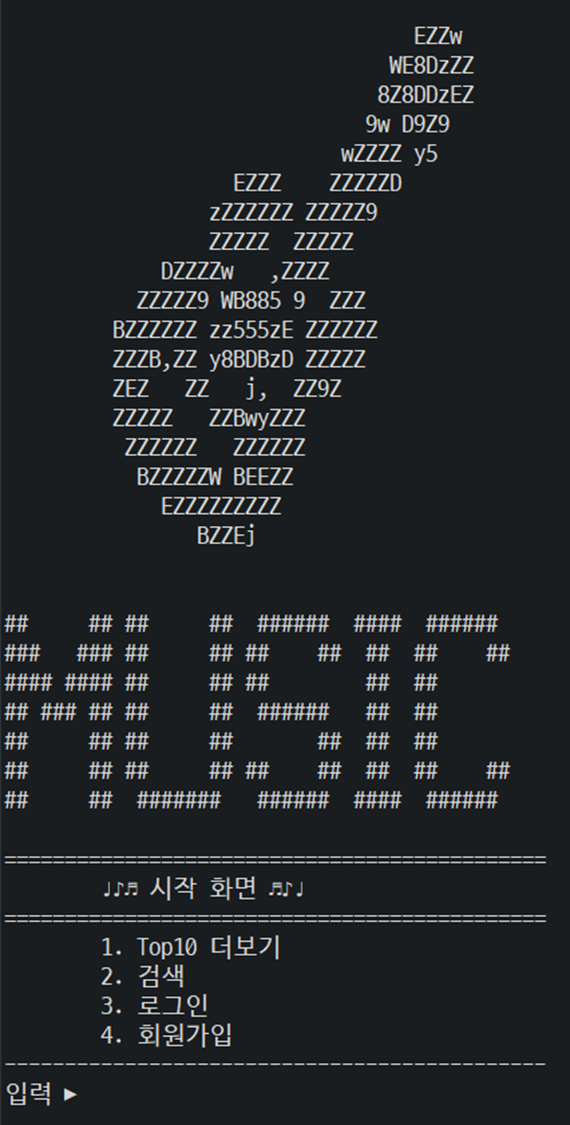 EZZw
                                WE8DzZZ
                               8Z8DDzEZ
                              9w D9Z9
                            wZZZZ y5
                   EZZZ    ZZZZZD
                 zZZZZZZ ZZZZZ9
                 ZZZZZ  ZZZZZ
             DZZZZw   ,ZZZZ
           ZZZZZ9 WB885 9  ZZZ
         BZZZZZZ zz555zE ZZZZZZ
         ZZZB,ZZ y8BDBzD ZZZZZ
         ZEZ   ZZ   j,  ZZ9Z
         ZZZZZ   ZZBwyZZZ
          ZZZZZZ   ZZZZZZ
           BZZZZZW BEEZZ
             EZZZZZZZZZ
                BZZEj

##     ## ##     ##  ######  ####  ######
###   ### ##     ## ##    ##  ##  ##    ##
#### #### ##     ## ##        ##  ##
## ### ## ##     ##  ######   ##  ##
##     ## ##     ##       ##  ##  ##
##     ## ##     ## ##    ##  ##  ##    ##
##     ##  #######   ######  ####  ######

=============================================
        ♩♪♬ 시작 화면 ♬♪♩
=============================================
        1. Top10 더보기
        2. 검색
        3. 로그인
        4. 회원가입
---------------------------------------------
입력 ▶